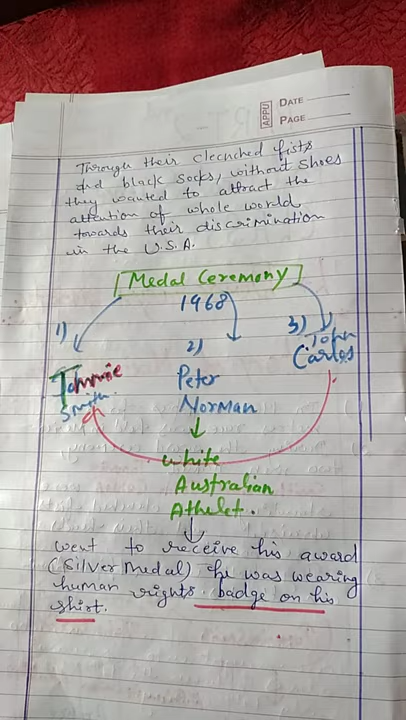 APPU
DATE
PAGE
Through their clecnched fists
and black socks, without shoes
they wanted to attract the
attention of whole world
towards their discrimination
in the U.S.A.
Medal Ceremony
1968
1) 2) 3)
Tommie Smith
Peter Norman
John Carlos
white
Australian
Athelet.
went to receive his award
(Silver Medal) he was wearing
human rights badge on his
shirt.